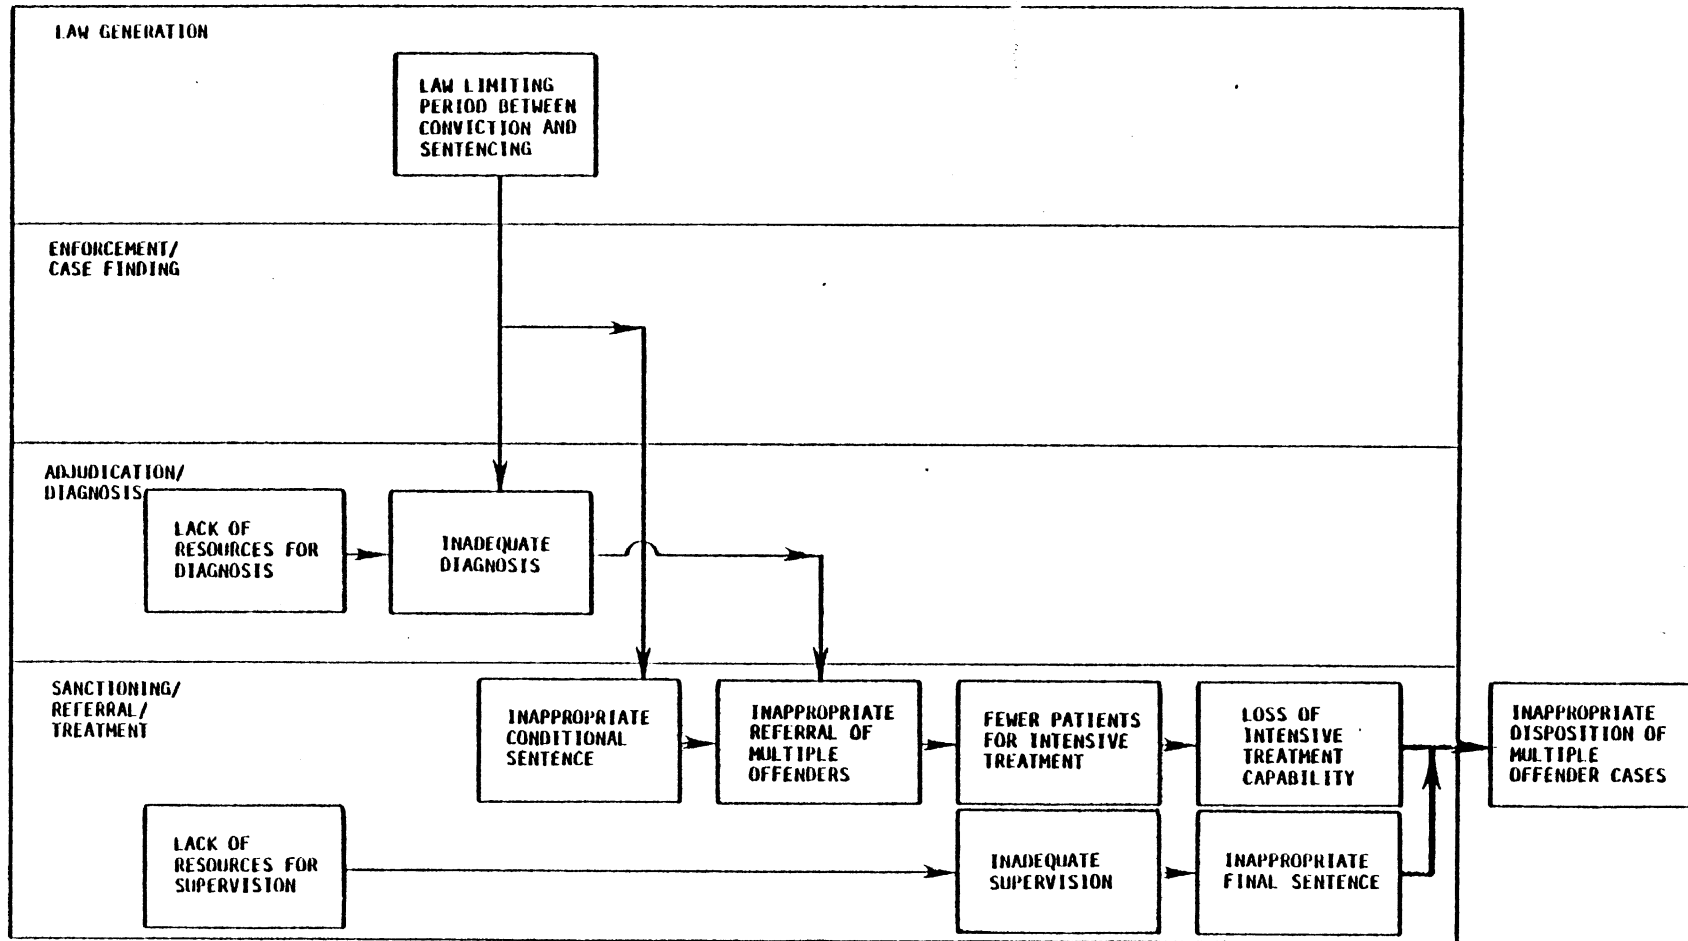 LAW GENERATION
LAW LIMITING
PERIOD BETWEEN
CONVICTION AND
SENTENCING
ENFORCEMENT/
CASE FINDING
ADJUDICATION/
DIAGNOSIS
LACK OF
RESOURCES FOR
DIAGNOSIS
INADEQUATE
DIAGNOSIS
SANCTIONING/
REFERRAL/
TREATMENT
INAPPROPRIATE
CONDITIONAL
SENTENCE
INAPPROPRIATE
REFERRAL OF
MULTIPLE
OFFENDERS
FEWER PATIENTS
FOR INTENSIVE
TREATMENT
LOSS OF
INTENSIVE
TREATMENT
CAPABILITY
INAPPROPRIATE
DISPOSITION OF
MULTIPLE
OFFENDER CASES
LACK OF
RESOURCES FOR
SUPERVISION
INADEQUATE
SUPERVISION
INAPPROPRIATE
FINAL SENTENCE